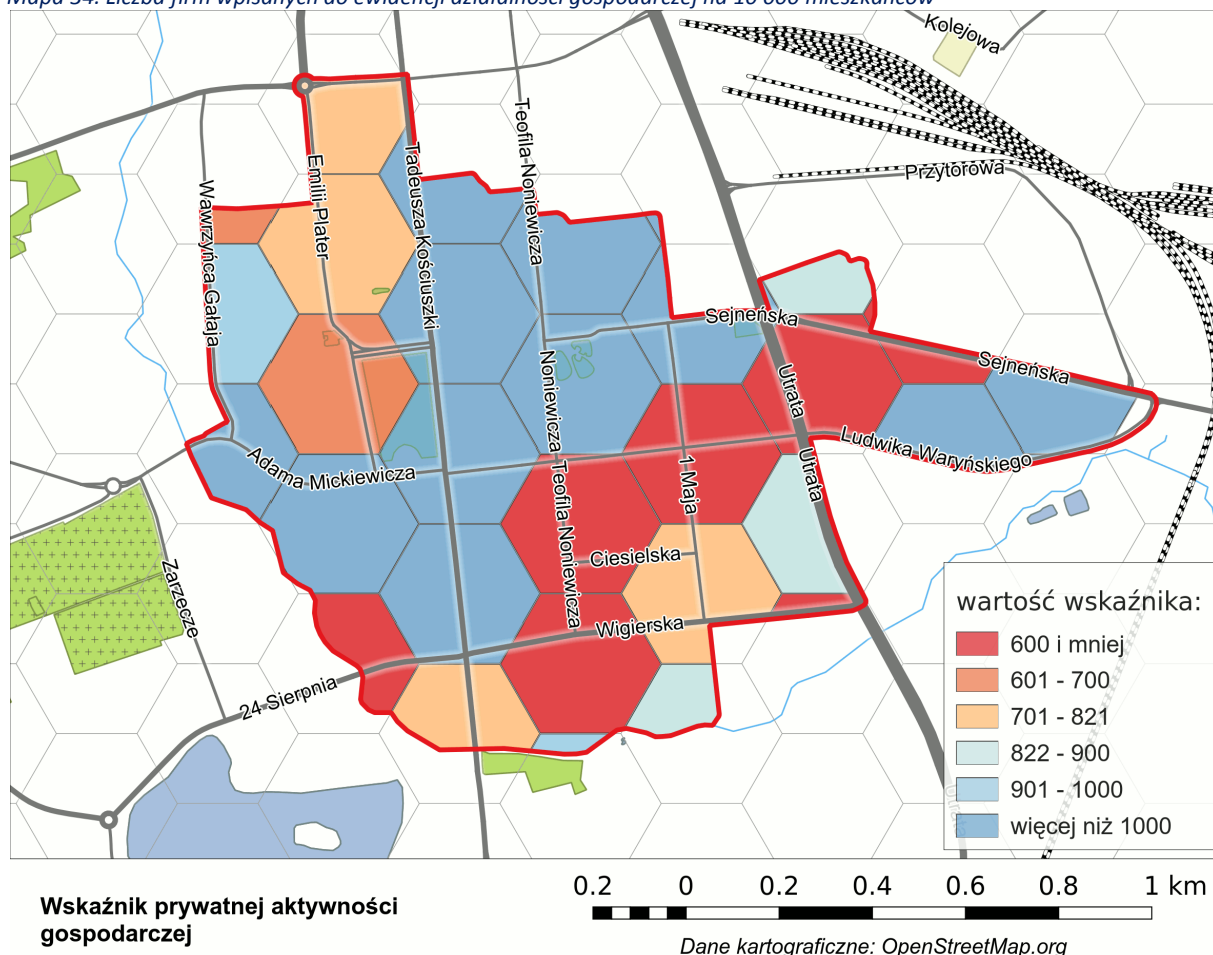 Mapa 54. Liczba firm wpisanych do ewidencji działalności gospodarczej na 10 000 mieszkańców
Kolejowa
Przytorowa
Teofila Noniewicza
Tadeusza Kościuszki
Emilii Plater
Wawrzyńca Gałaja
Sejneńska
Sejneńska
Utrata
Noniewicza
Ludwika Waryńskiego
Adama Mickiewicza
Teofila Noniewicza
1 Maja
Utrata
Ciesielska
Zarzecze
Wigierska
24 Sierpnia
Utrata
wartość wskaźnika:
600 i mniej
601 - 700
701 - 821
822 - 900
901 - 1000
więcej niż 1000
Wskaźnik prywatnej aktywności
gospodarczej
0.2 0 0.2 0.4 0.6 0.8 1 km
Dane kartograficzne: OpenStreetMap.org